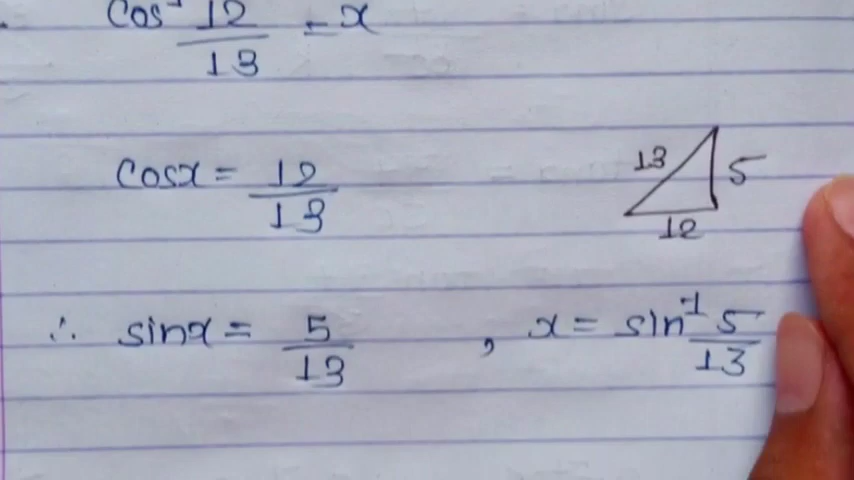 cos⁻¹ 12/13 = x
cosx = 12/13
13 5
12
∴ sinx = 5/13 , x = sin⁻¹ 5/13